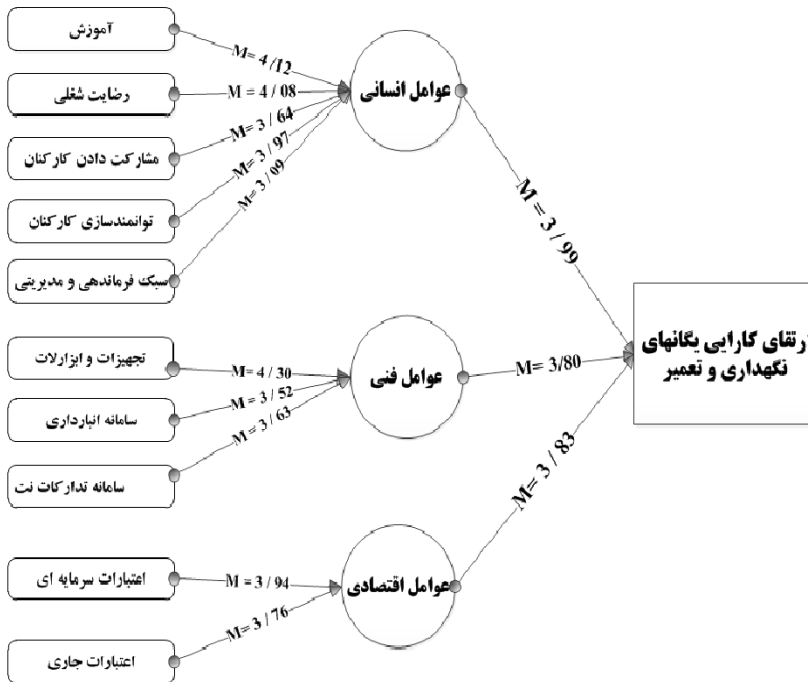 آموزش
M= 4 /12
رضایت شغلی
M = 4 / 08
مشارکت دادن کارکنان
M= 3 / 64
توانمندسازی کارکنان
M= 3 / 97
سبک فرماندهی و مدیریتی
M= 3 / 09
عوامل انسانی
M = 3 / 99
تجهیزات و ابزارلات
M= 4 / 30
سامانه انبارداری
M = 3 / 52
سامانه تدارکات نت
M = 3 / 63
عوامل فنی
M= 3/80
اعتبارات سرمایه ای
M = 3 / 94
اعتبارات جاری
M= 3 / 76
عوامل اقتصادی
M= 3 / 83
رتقای کارایی یگانهای
نگهداری و تعمیر